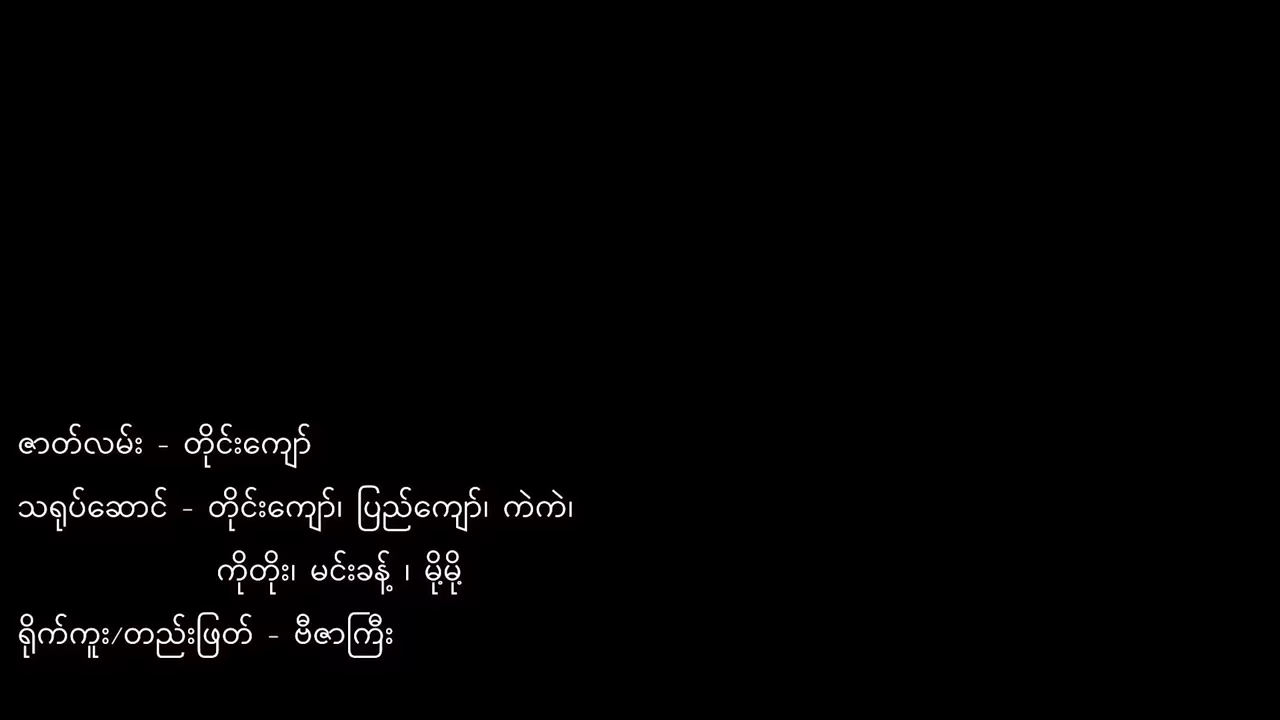 ဇာတ်လမ်း - တိုင်းကျော်
သရုပ်ဆောင် - တိုင်းကျော်၊ ပြည်ကျော်၊ ကဲကဲ၊
ကိုတိုး၊ မင်းခန့် ၊ မို့မို့
ရိုက်ကူး/တည်းဖြတ် - ဗီဇာကြီး